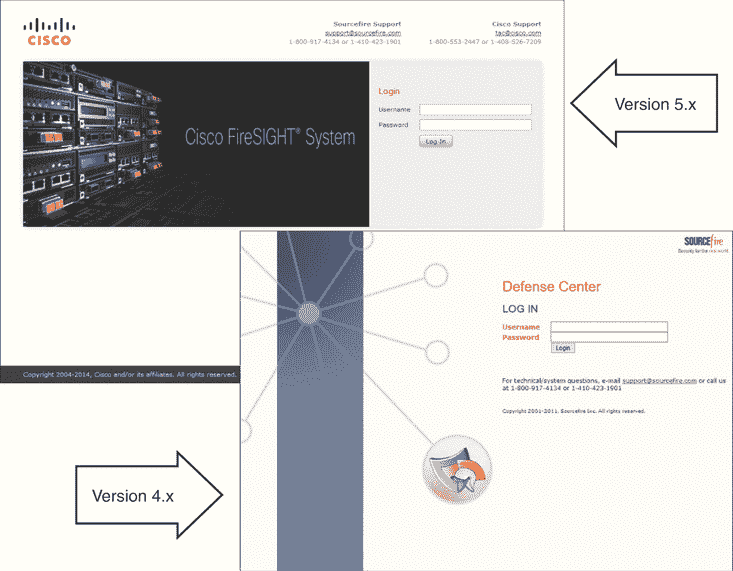 CISCO
Sourcefire Support
support@sourcefire.com
1-800-917-4134 or 1-410-423-1901
Cisco Support
tac@cisco.com
1-800-553-2447 or 1-408-526-7209
Cisco FireSIGHT® System
Login
Username
Password
Log In
Version 5.x
Copyright 2004-2014, Cisco and/or its affiliates. All rights reserved.
SOURCEfire
Defense Center
LOG IN
Username
Password
Login
For technical/system questions, e-mail support@sourcefire.com or call us
at 1-800-917-4134 or 1-410-423-1901
Copyright 2001-2011. Sourcefire Inc. All rights reserved.
Version 4.x